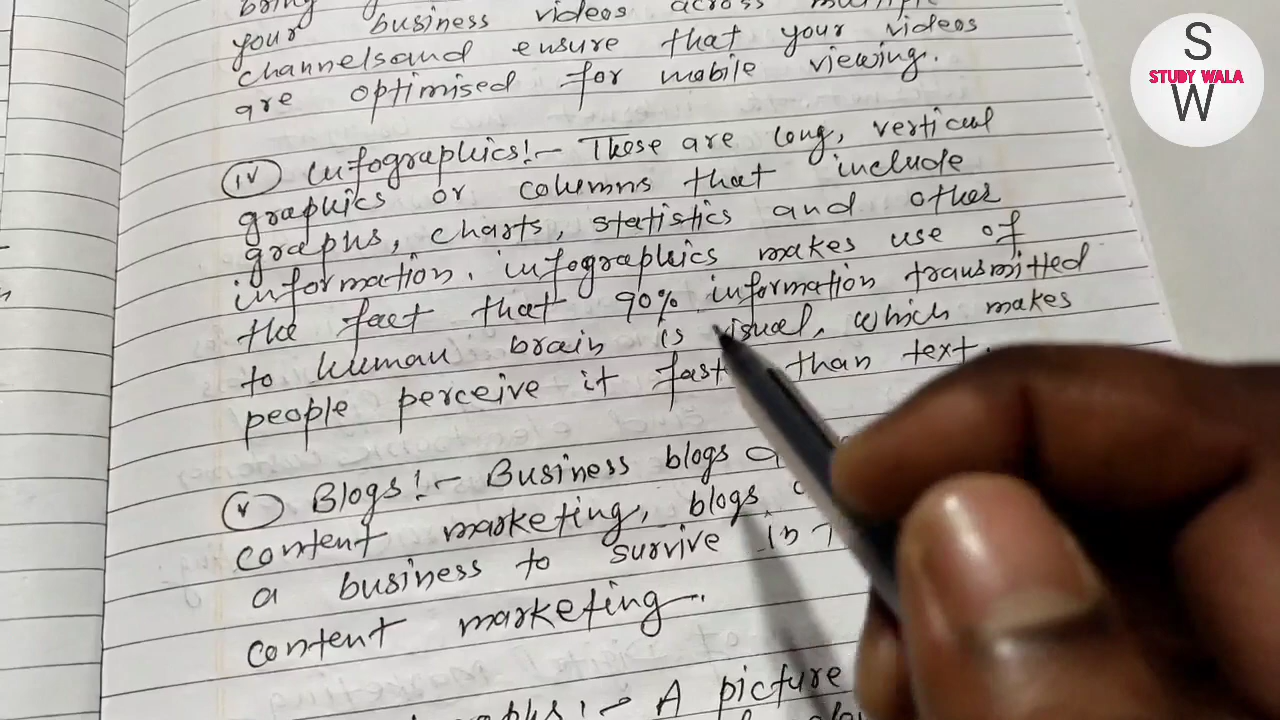 your business videos across
channelsand ensure that your videos
are optimised for mobile viewing.
(iv) Infographics!- These are long, vertical
graphics or columns that include
graphs, charts, statistics and other
information. infographics makes use of
the fact that 90% information transmitted
to human brain is visual, which makes
people perceive it fast than text.
(v) Blogs!- Business blogs
content marketing, blogs
a business to survive in
content marketing.
!- A picture
S
STUDY WALA
W